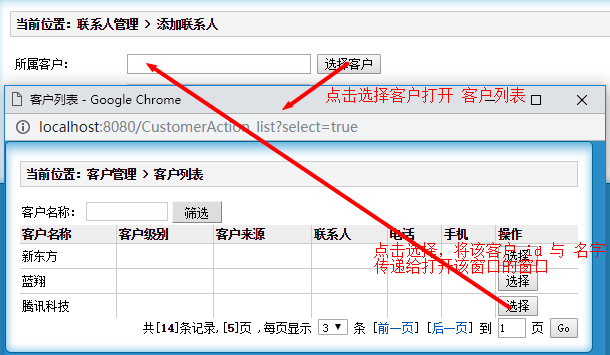 当前位置：联系人管理 > 添加联系人
所属客户： 选择客户
点击选择客户打开 客户列表
客户列表 - Google Chrome
localhost:8080/CustomerAction_list?select=true
当前位置：客户管理 > 客户列表
客户名称： 筛选
客户名称 客户级别 客户来源 联系人 电话 手机 操作
点击选择，将该客户 id 与 名字
传递给打开该窗口的窗口
新东方 选择
蓝翔 选择
腾讯科技 选择
共[14]条记录,[5]页 ,每页显示 3 条 [前一页] [后一页] 到 1 页 Go